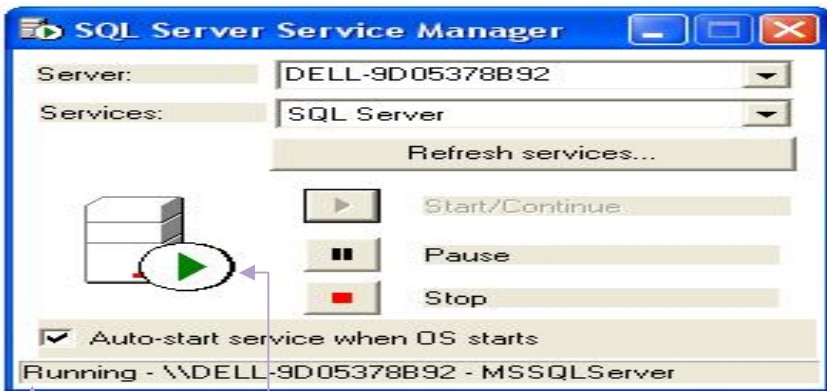 SQL Server Service Manager
Server: DELL-9D05378B92
Services: SQL Server
Refresh services...
Start/Continue
Pause
Stop
Auto-start service when OS starts
Running - \\DELL-9D05378B92 - MSSQLServer